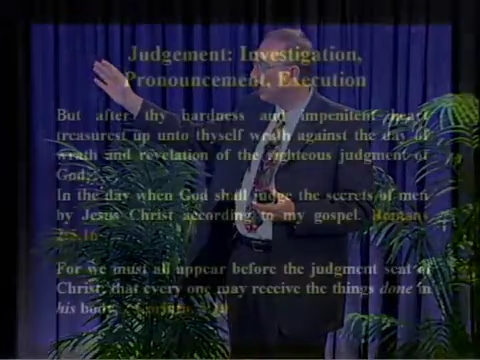 Judgement: Investigation,
Pronouncement, Execution
But after thy hardness and impenitent heart
treasurest up unto thyself wrath against the day of
wrath and revelation of the righteous judgment of
God;
In the day when God shall judge the secrets of men
by Jesus Christ according to my gospel. Romans
For we must all appear before the judgment seat of
Christ; that every one may receive the things done in
his body,